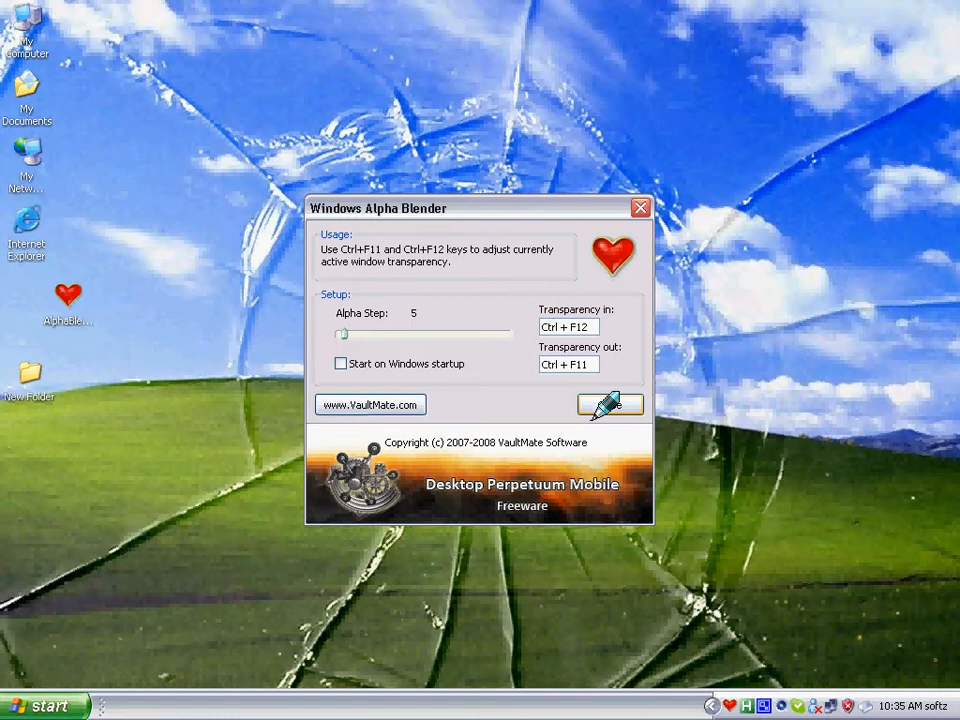 My
Computer
My
Documents
My
Netw...
Internet
Explorer
AlphaBle...
New Folder
Windows Alpha Blender
Usage:
Use Ctrl+F11 and Ctrl+F12 keys to adjust currently
active window transparency.
Setup:
Alpha Step: 5
Transparency in:
Ctrl + F12
Transparency out:
Ctrl + F11
Start on Windows startup
www.VaultMate.com
Copyright (c) 2007-2008 VaultMate Software
Desktop Perpetuum Mobile
Freeware
start
10:35 AM softz